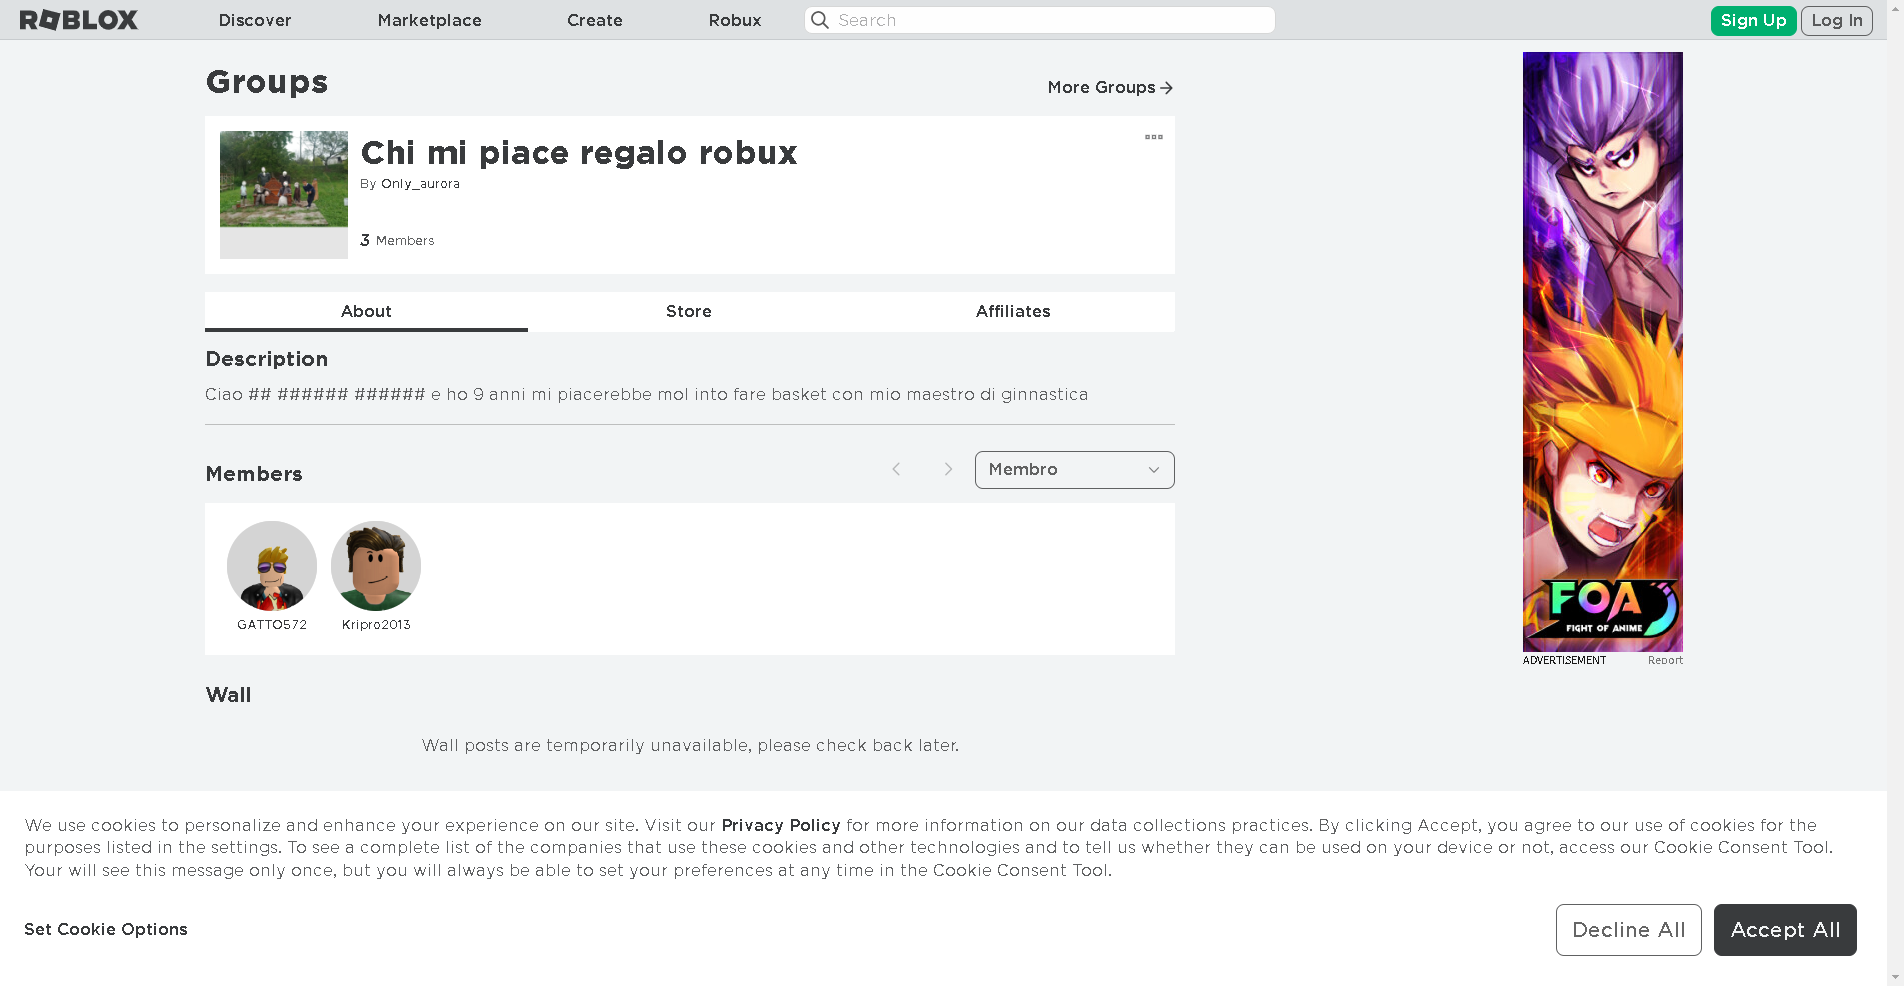 ROBLOX
Discover
Marketplace
Create
Robux
Search
Sign Up
Log In
Groups
More Groups
Chi mi piace regalo robux
By Only_aurora
3 Members
About
Store
Affiliates
Description
Ciao ## ###### ###### e ho 9 anni mi piacerebbe mol into fare basket con mio maestro di ginnastica
Members
Membro
GATTO572
Kripro2013
FOA
FIGHT OF ANIME
ADVERTISEMENT
Report
Wall
Wall posts are temporarily unavailable, please check back later.
We use cookies to personalize and enhance your experience on our site. Visit our Privacy Policy for more information on our data collections practices. By clicking Accept, you agree to our use of cookies for the
purposes listed in the settings. To see a complete list of the companies that use these cookies and other technologies and to tell us whether they can be used on your device or not, access our Cookie Consent Tool.
Your will see this message only once, but you will always be able to set your preferences at any time in the Cookie Consent Tool.
Set Cookie Options
Decline All
Accept All